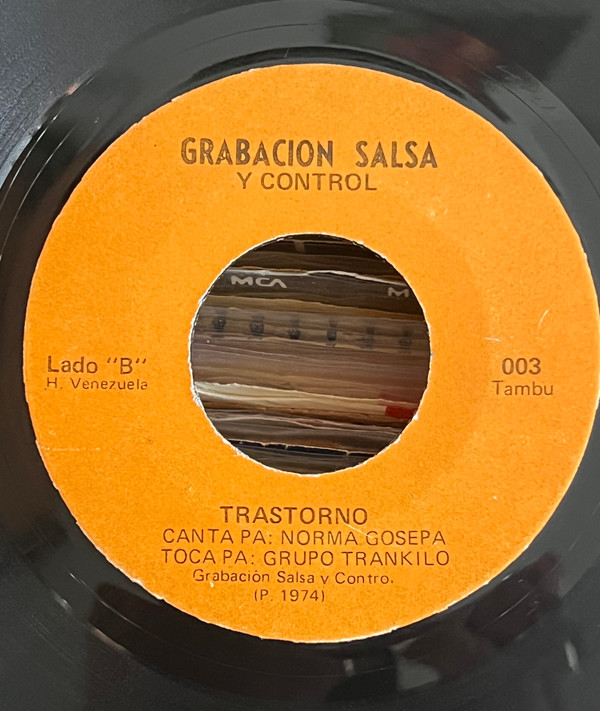 GRABACION SALSA
Y CONTROL
MCA
M
Lado "B"
H. Venezuela
003
Tambu
TRASTORNO
CANTA PA: NORMA GOSEPA
TOCA PA: GRUPO TRANKILO
Grabación Salsa y Contro.
(P. 1974)